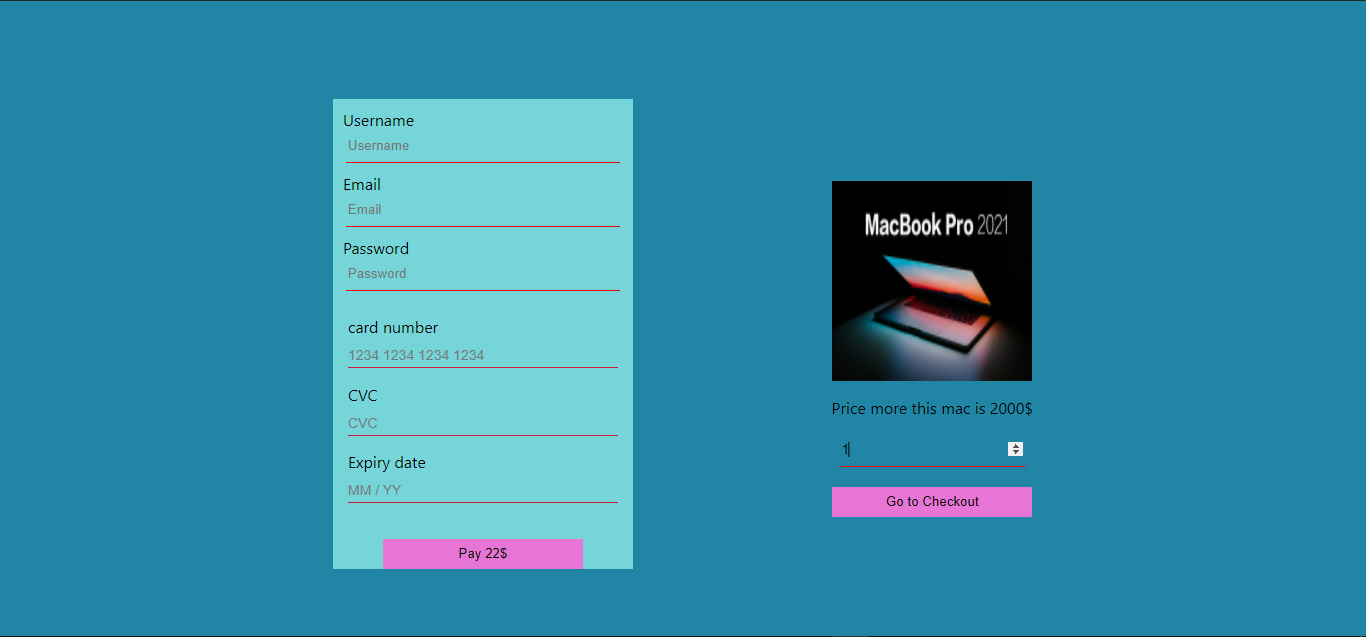 Username
Username
Email
Email
Password
Password
card number
1234 1234 1234 1234
CVC
CVC
Expiry date
MM / YY
Pay 22$
MacBook Pro 2021
Price more this mac is 2000$
1
Go to Checkout